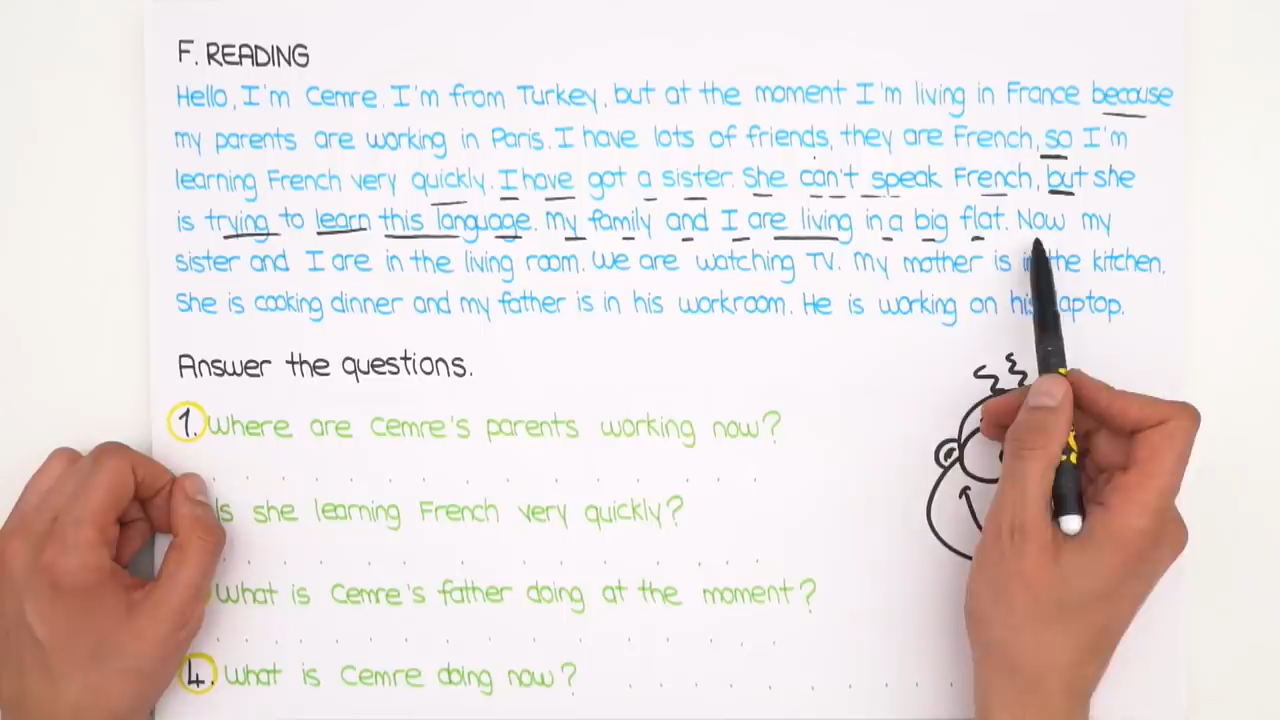 F. READING
Hello, I'm Cemre. I'm from Turkey, but at the moment I'm living in France because
my parents are working in Paris. I have lots of friends, they are French, so I'm
learning French very quickly. I have got a sister. She can't speak French, but she
is trying to learn this language. My family and I are living in a big flat. Now my
sister and I are in the living room. We are watching TV. My mother is in the kitchen.
She is cooking dinner and my father is in his workroom. He is working on his laptop.
Answer the questions.
1. Where are Cemre's parents working now?
Is she learning French very quickly?
What is Cemre's father doing at the moment?
4. What is Cemre doing now?